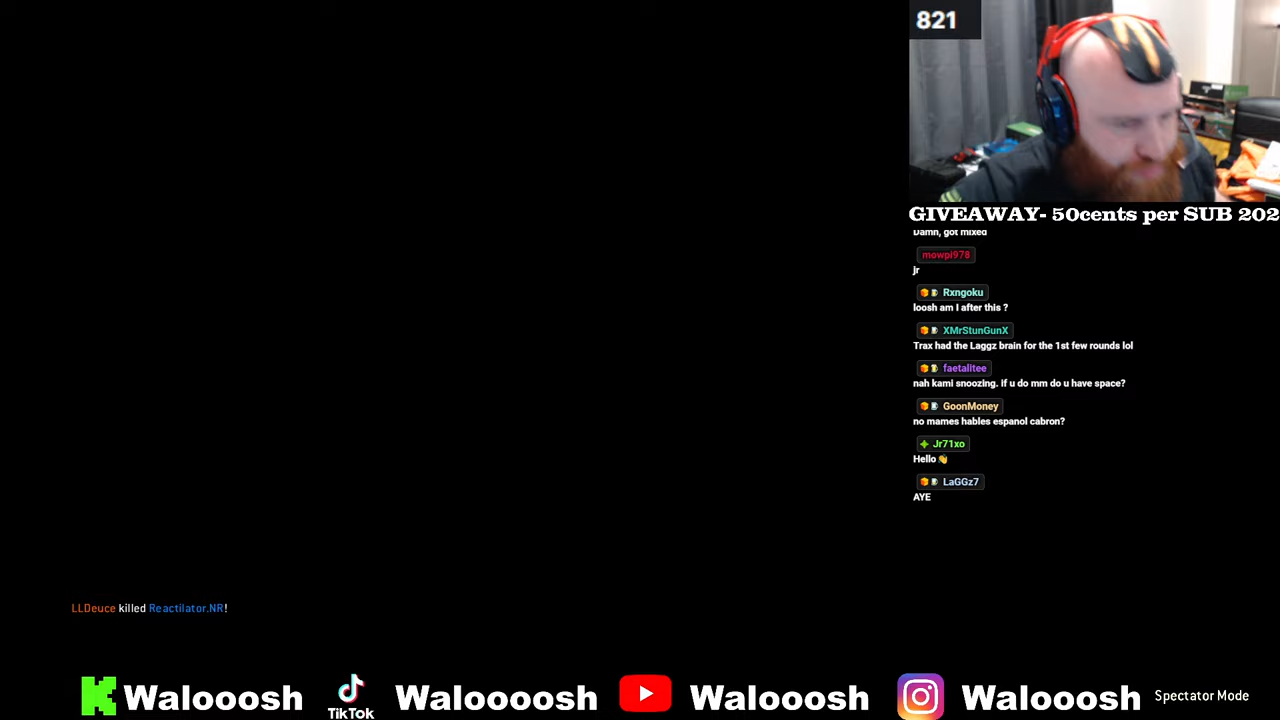 821
GIVEAWAY- 50cents per SUB 202
Damn, got mixed
mowpi978
jr
Rxngoku
loosh am I after this ?
XMrStunGunX
Trax had the Laggz brain for the 1st few rounds lol
faetalitee
nah kami snoozing. if u do mm do u have space?
GoonMoney
no mames hables espanol cabron?
Jr71xo
Hello 👋
LaGGz7
AYE
LLDeuce killed Reactilator.NR!
K Walooosh TikTok Waloooosh Walooosh Walooosh Spectator Mode